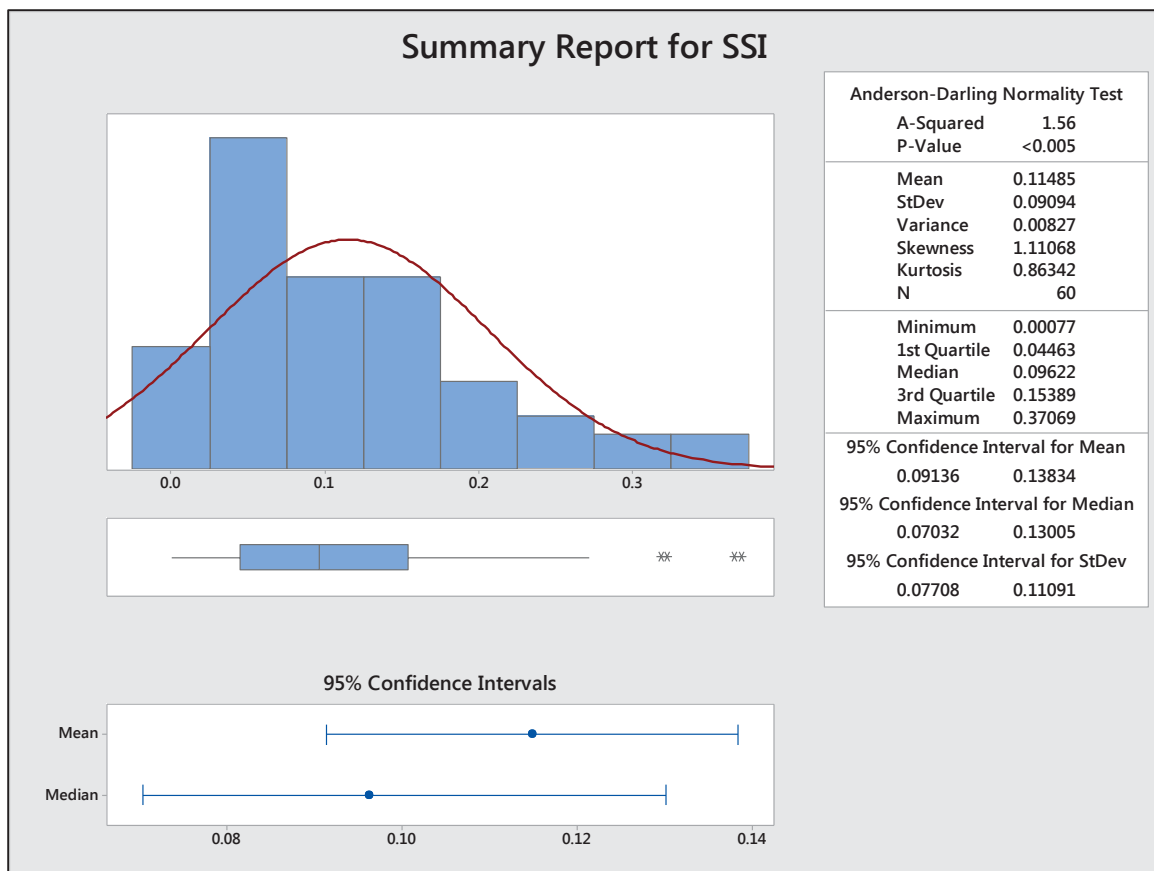 Summary Report for SSI
0.0 0.1 0.2 0.3
95% Confidence Intervals
Mean
Median
0.08 0.10 0.12 0.14
Anderson-Darling Normality Test
A-Squared 1.56
P-Value <0.005
Mean 0.11485
StDev 0.09094
Variance 0.00827
Skewness 1.11068
Kurtosis 0.86342
N 60
Minimum 0.00077
1st Quartile 0.04463
Median 0.09622
3rd Quartile 0.15389
Maximum 0.37069
95% Confidence Interval for Mean
0.09136 0.13834
95% Confidence Interval for Median
0.07032 0.13005
95% Confidence Interval for StDev
0.07708 0.11091